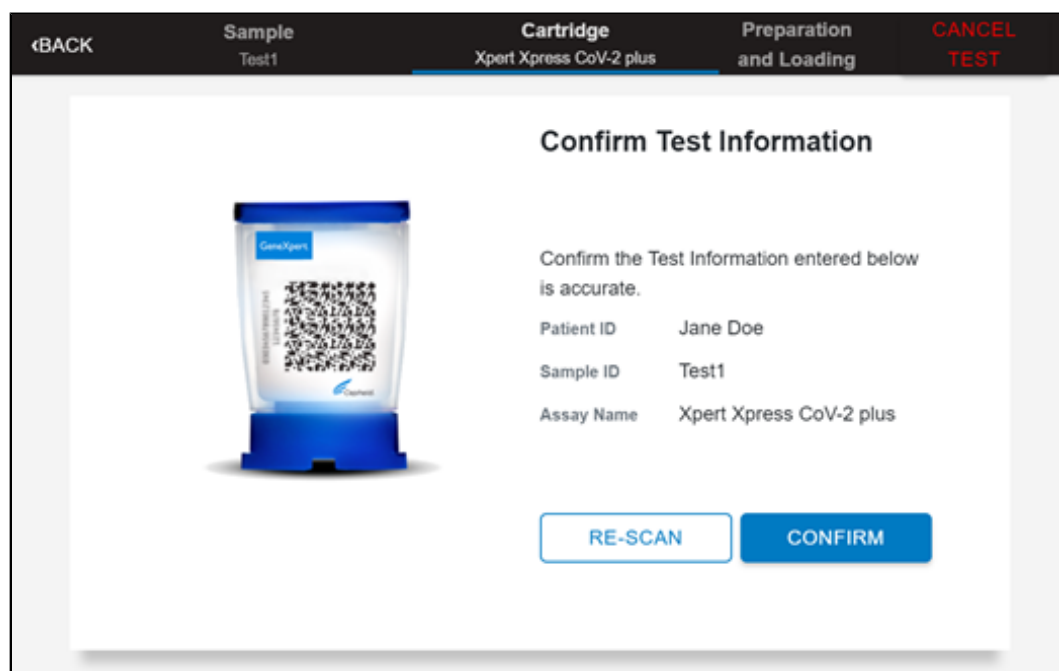 ‹BACK
Sample
Test1
Cartridge
Xpert Xpress CoV-2 plus
Preparation
and Loading
CANCEL
TEST
Confirm Test Information
GeneXpert
Cepheid
Confirm the Test Information entered below
is accurate.
Patient ID Jane Doe
Sample ID Test1
Assay Name Xpert Xpress CoV-2 plus
RE-SCAN
CONFIRM